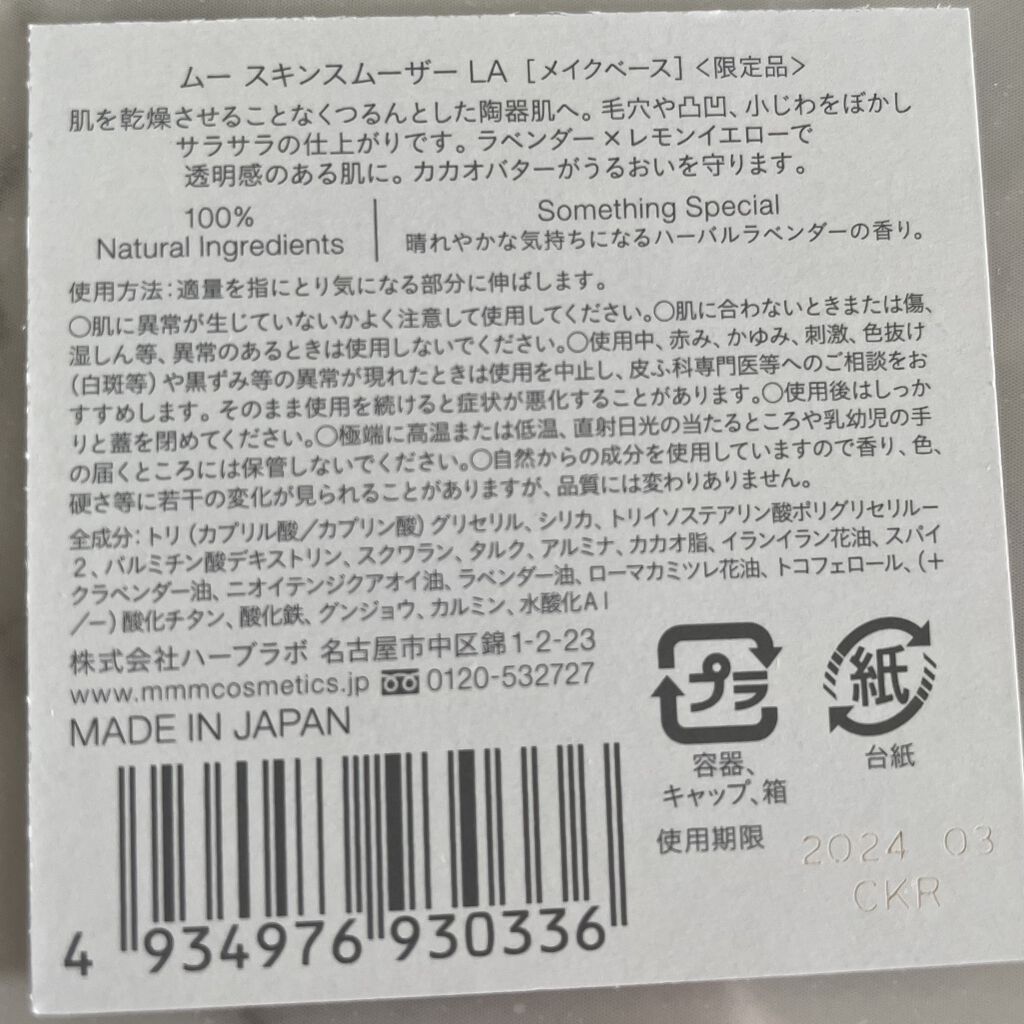 ムー スキンスムーザー LA [メイクベース] <限定品>
肌を乾燥させることなくつるんとした陶器肌へ。毛穴や凸凹、小じわをぼかし
サラサラの仕上がりです。ラベンダー×レモンイエローで
透明感のある肌に。カカオバターがうるおいを守ります。
100%
Natural Ingredients
Something Special
晴れやかな気持ちになるハーバルラベンダーの香り。
使用方法:適量を指にとり気になる部分に伸ばします。
○肌に異常が生じていないかよく注意して使用してください。○肌に合わないときまたは傷、
湿しん等、異常のあるときは使用しないでください。○使用中、赤み、かゆみ、刺激、色抜け
(白斑等)や黒ずみ等の異常が現れたときは使用を中止し、皮ふ科専門医等へのご相談をお
すすめします。そのまま使用を続けると症状が悪化することがあります。○使用後はしっか
りと蓋を閉めてください。○極端に高温または低温、直射日光の当たるところや乳幼児の手
の届くところには保管しないでください。○自然からの成分を使用していますので香り、色、
硬さ等に若干の変化が見られることがありますが、品質には変わりありません。
全成分:トリ(カプリル酸/カプリン酸)グリセリル、シリカ、トリイソステアリン酸ポリグリセリルー
2、パルミチン酸デキストリン、スクワラン、タルク、アルミナ、カカオ脂、イランイラン花油、スパイ
クラベンダー油、ニオイテンジクアオイ油、ラベンダー油、ローマカミツレ花油、トコフェロール、(+
/−)酸化チタン、酸化鉄、グンジョウ、カルミン、水酸化Al
株式会社ハーブラボ 名古屋市中区錦1-2-23
www.mmmcosmetics.jp 0120-532727
MADE IN JAPAN
プラ
容器、
キャップ、箱
紙
台紙
使用期限
2024 03
CKR
4 934976 930336